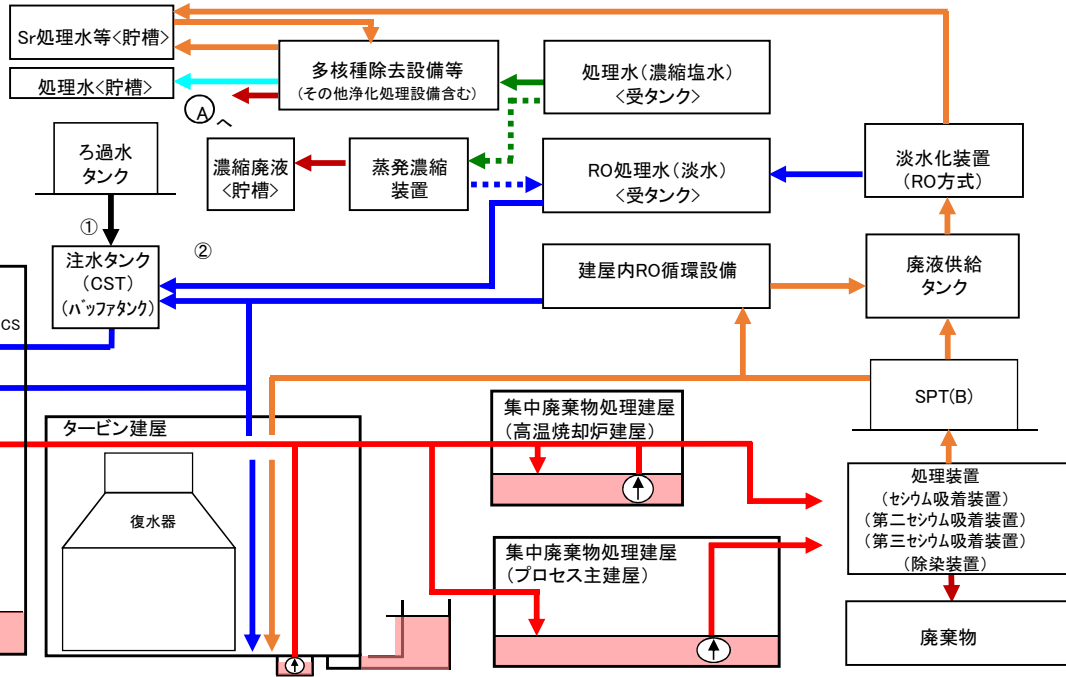 Sr処理水等<貯槽>
処理水<貯槽>
多核種除去設備等
(その他浄化処理設備含む)
Aへ
処理水(濃縮塩水)
<受タンク>
ろ過水
タンク
濃縮廃液
<貯槽>
蒸発濃縮
装置
RO処理水(淡水)
<受タンク>
淡水化装置
(RO方式)
①
②
注水タンク
(CST)
(バッファタンク)
建屋内RO循環設備
廃液供給
タンク
CS
SPT(B)
タービン建屋
復水器
集中廃棄物処理建屋
(高温焼却炉建屋)
集中廃棄物処理建屋
(プロセス主建屋)
処理装置
(セシウム吸着装置)
(第二セシウム吸着装置)
(第三セシウム吸着装置)
(除染装置)
廃棄物